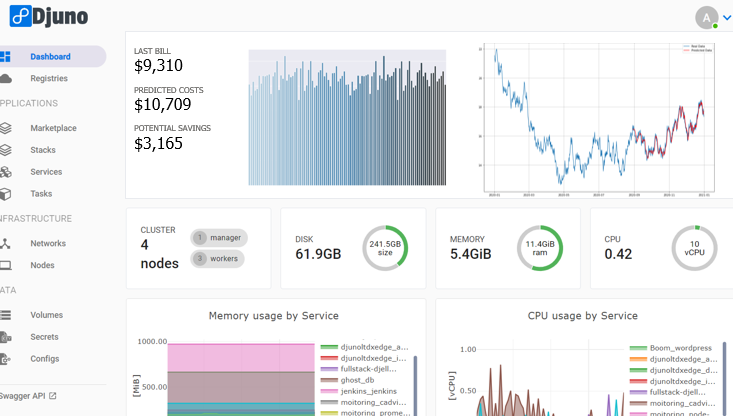 Djuno
A
Dashboard
Registries
PPLICATIONS
Marketplace
Stacks
Services
Tasks
NFRASTRUCTURE
Networks
Nodes
ATA
Volumes
Secrets
Configs
Swagger API
LAST BILL
$9,310
PREDICTED COSTS
$10,709
POTENTIAL SAVINGS
$3,165
CLUSTER
4
nodes
1 manager
3 workers
DISK
61.9GB
241.5GB
size
MEMORY
5.4GiB
11.4GiB
ram
CPU
0.42
10
vCPU
Memory usage by Service
1000.00
500.00
[MiB]
djunoltdxedge_a...
djunoltdxedge_i...
fullstack-djell...
ghost_db
jenkins_jenkins
moitoring_cadvi...
moitoring_prome...
CPU usage by Service
1.00
0.50
[vCPU]
Boom_wordpress
djunoltdxedge_a...
djunoltdxedge_d...
djunoltdxedge_i...
fullstack-djell...
moitoring_cadvi...